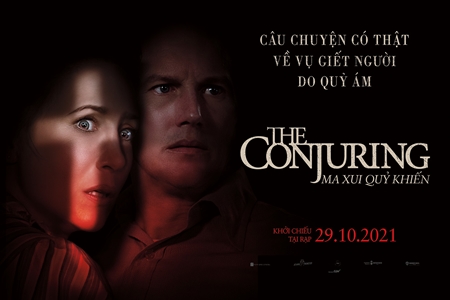 CÂU CHUYỆN CÓ THẬT
VỀ VỤ GIẾT NGƯỜI
DO QUỶ ÁM
THE
CONJURING
MA XUI QUỶ KHIẾN
KHỞI CHIẾU
TẠI RẠP
29.10.2021